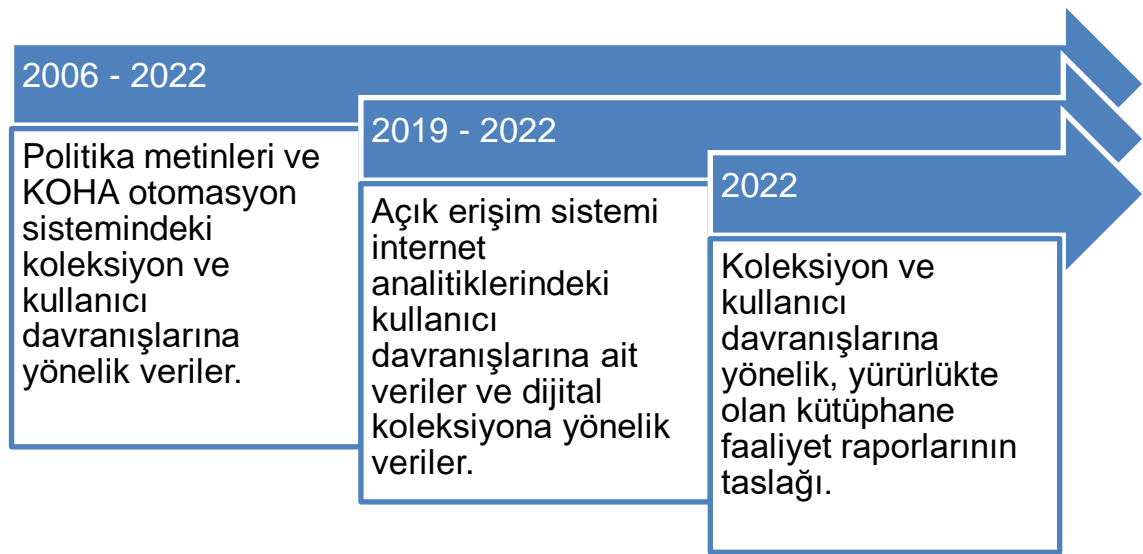 2006 - 2022
Politika metinleri ve
KOHA otomasyon
sistemindeki
koleksiyon ve
kullanıcı
davranışlarına
yönelik veriler.
2019 - 2022
Açık erişim sistemi
internet
analitiklerindeki
kullanıcı
davranışlarına ait
veriler ve dijital
koleksiyona yönelik
veriler.
2022
Koleksiyon ve
kullanıcı
davranışlarına
yönelik, yürürlükte
olan kütüphane
faaliyet raporlarının
taslağı.